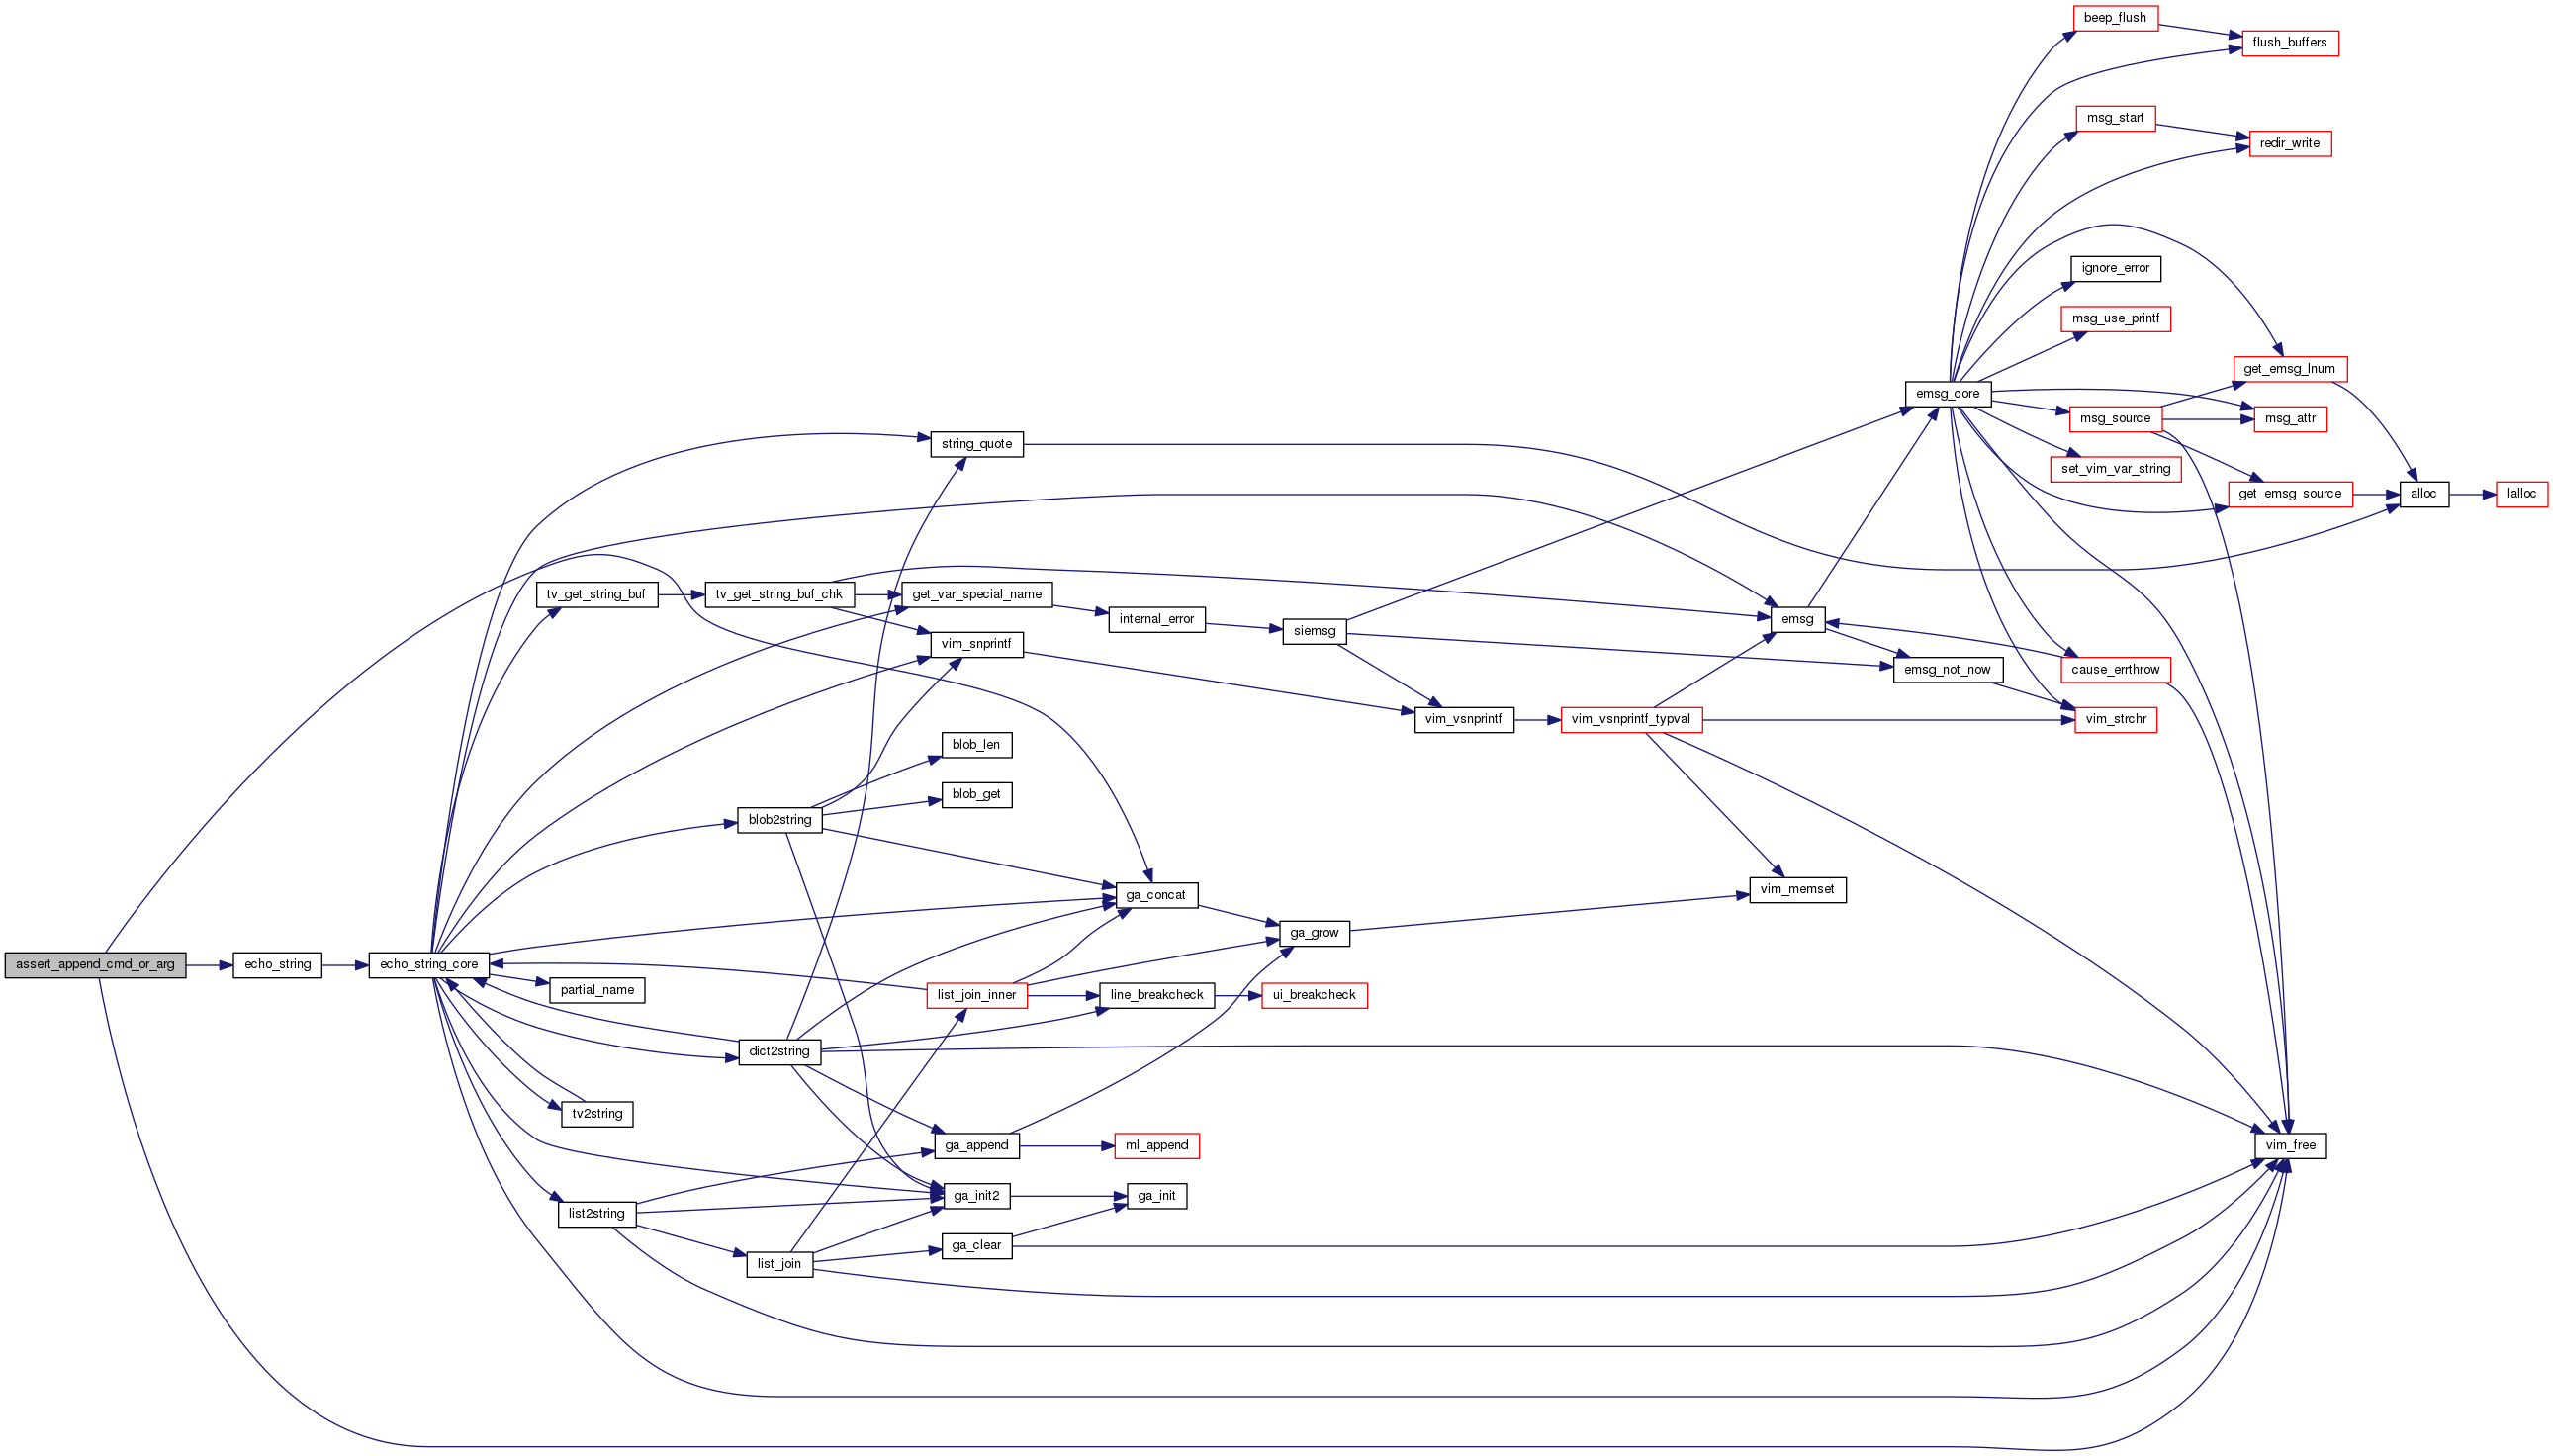 beep_flush
flush_buffers
msg_start
redir_write
ignore_error
msg_use_printf
get_emsg_lnum
emsg_core
msg_source
msg_attr
string_quote
set_vim_var_string
get_emsg_source
alloc
lalloc
tv_get_string_buf
tv_get_string_buf_chk
get_var_special_name
internal_error
siemsg
emsg
vim_snprintf
emsg_not_now
cause_errthrow
vim_vsnprintf
vim_vsnprintf_typval
vim_strchr
blob_len
blob_get
blob2string
ga_concat
vim_memset
ga_grow
assert_append_cmd_or_arg
echo_string
echo_string_core
partial_name
list_join_inner
line_breakcheck
ui_breakcheck
dict2string
tv2string
ga_append
ml_append
vim_free
list2string
ga_init2
ga_init
ga_clear
list_join